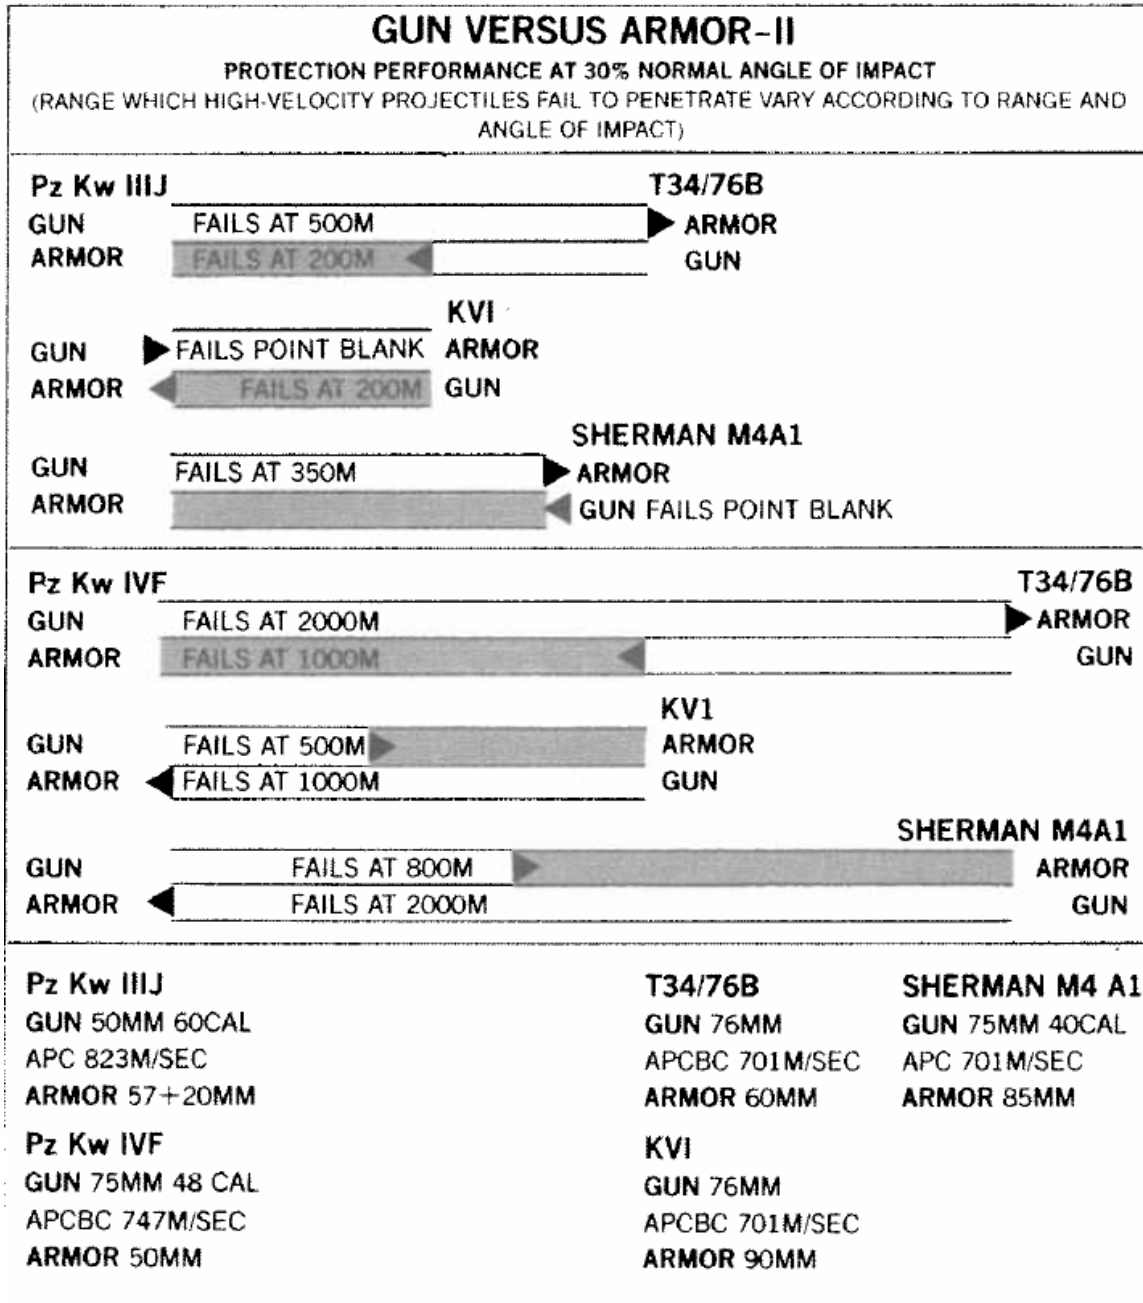 GUN VERSUS ARMOR-II
PROTECTION PERFORMANCE AT 30% NORMAL ANGLE OF IMPACT
(RANGE WHICH HIGH-VELOCITY PROJECTILES FAIL TO PENETRATE VARY ACCORDING TO RANGE AND
ANGLE OF IMPACT)
Pz Kw IIIJ T34/76B
GUN FAILS AT 500M ARMOR
ARMOR FAILS AT 200M GUN
KVI
GUN FAILS POINT BLANK ARMOR
ARMOR FAILS AT 200M GUN
SHERMAN M4A1
GUN FAILS AT 350M ARMOR
ARMOR GUN FAILS POINT BLANK
Pz Kw IVF T34/76B
GUN FAILS AT 2000M ARMOR
ARMOR FAILS AT 1000M GUN
KV1
GUN FAILS AT 500M ARMOR
ARMOR FAILS AT 1000M GUN
SHERMAN M4A1
GUN FAILS AT 800M ARMOR
ARMOR FAILS AT 2000M GUN
Pz Kw IIIJ
GUN 50MM 60CAL
APC 823M/SEC
ARMOR 57+20MM
T34/76B
GUN 76MM
APCBC 701M/SEC
ARMOR 60MM
SHERMAN M4 A1
GUN 75MM 40CAL
APC 701M/SEC
ARMOR 85MM
Pz Kw IVF
GUN 75MM 48 CAL
APCBC 747M/SEC
ARMOR 50MM
KVI
GUN 76MM
APCBC 701M/SEC
ARMOR 90MM